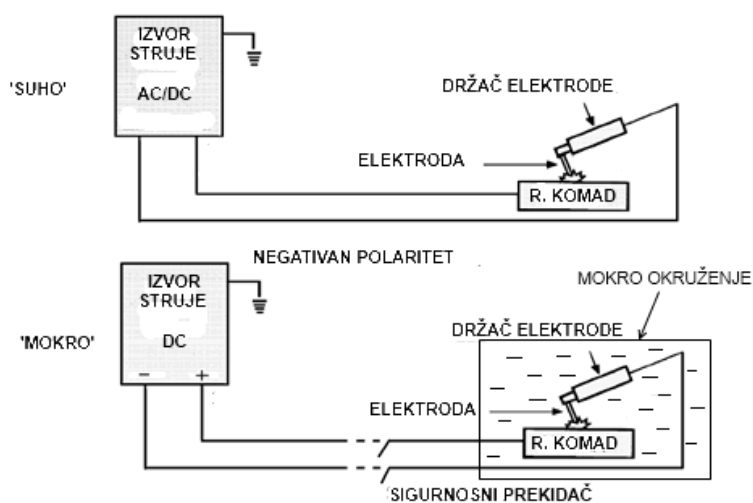 IZVOR
STRUJE
AC/DC
'SUHO'
DRŽAČ ELEKTRODE
ELEKTRODA
R. KOMAD
NEGATIVAN POLARITET
IZVOR
STRUJE
DC
– +
'MOKRO'
MOKRO OKRUŽENJE
DRŽAČ ELEKTRODE
ELEKTRODA
R. KOMAD
SIGURNOSNI PREKIDAČ